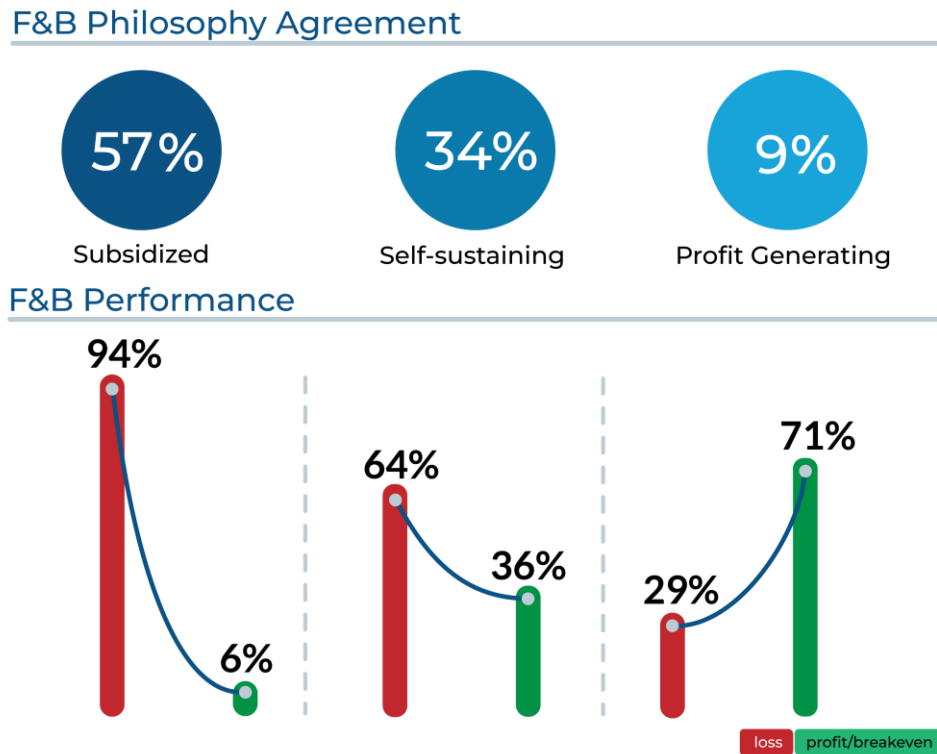 F&B Philosophy Agreement
57% 34% 9%
Subsidized Self-sustaining Profit Generating
F&B Performance
94%
6%
64%
36%
29%
71%
loss profit/breakeven